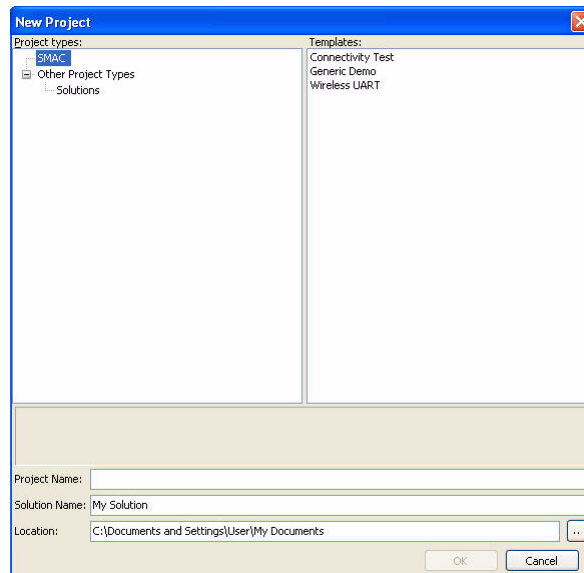 New Project
Project types:
SMAC
Other Project Types
Solutions
Templates:
Connectivity Test
Generic Demo
Wireless UART
Project Name:
Solution Name: My Solution
Location: C:\Documents and Settings\User\My Documents ..
OK Cancel